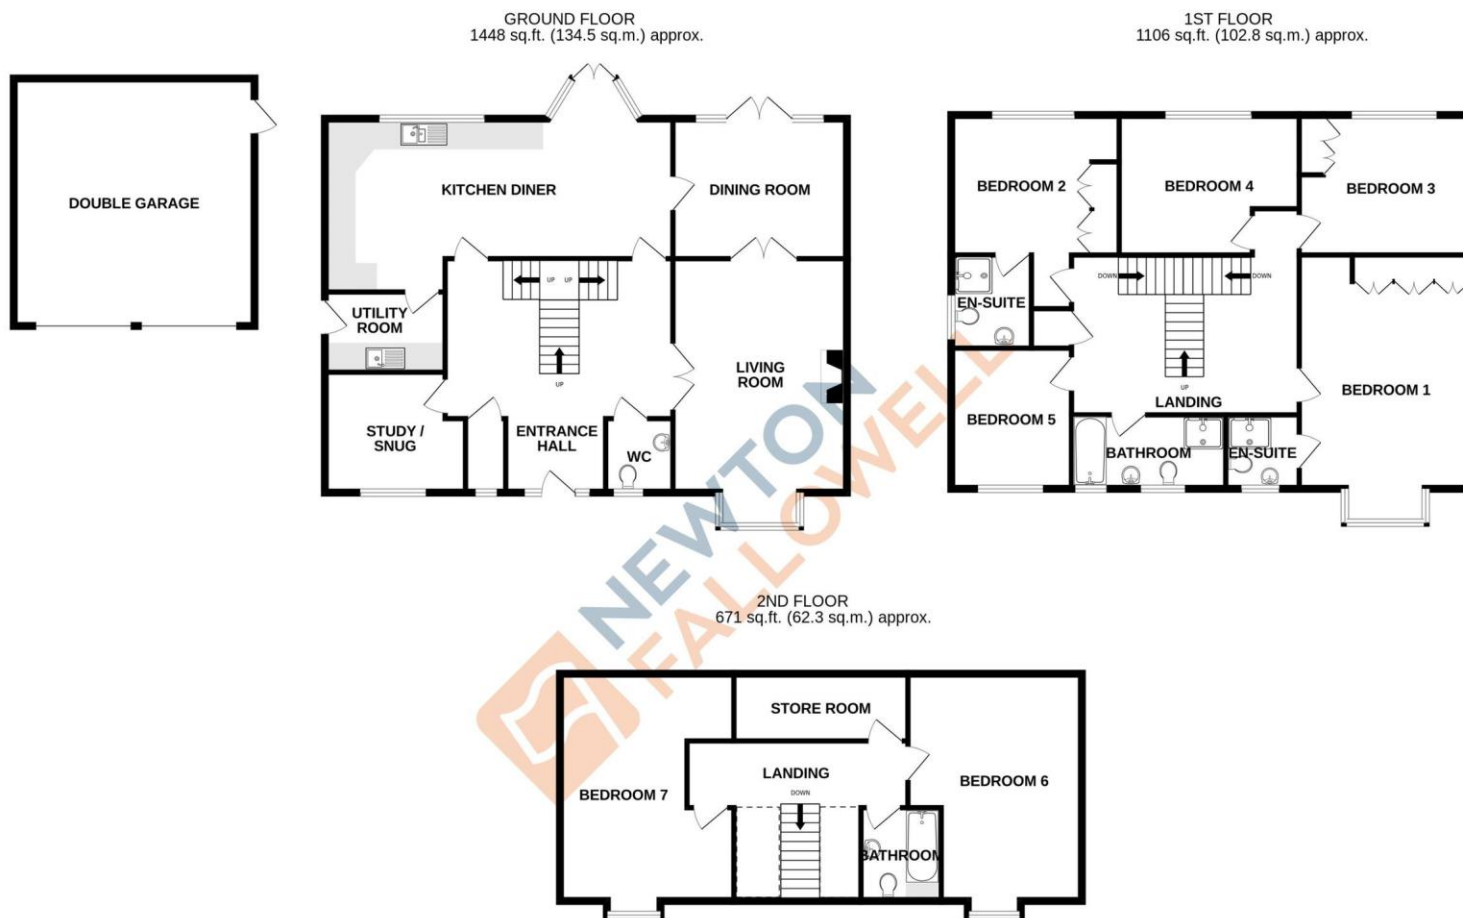 GROUND FLOOR
1448 sq.ft. (134.5 sq.m.) approx.
DOUBLE GARAGE
KITCHEN DINER
DINING ROOM
UTILITY
ROOM
UP
UP
UP
LIVING
ROOM
STUDY /
SNUG
ENTRANCE
HALL
WC
1ST FLOOR
1106 sq.ft. (102.8 sq.m.) approx.
BEDROOM 2
BEDROOM 4
BEDROOM 3
DOWN
DOWN
EN-SUITE
UP
LANDING
BEDROOM 1
BEDROOM 5
BATHROOM
EN-SUITE
NEWTON
FALLOWELL
2ND FLOOR
671 sq.ft. (62.3 sq.m.) approx.
STORE ROOM
LANDING
DOWN
BEDROOM 7
BEDROOM 6
BATHROOM